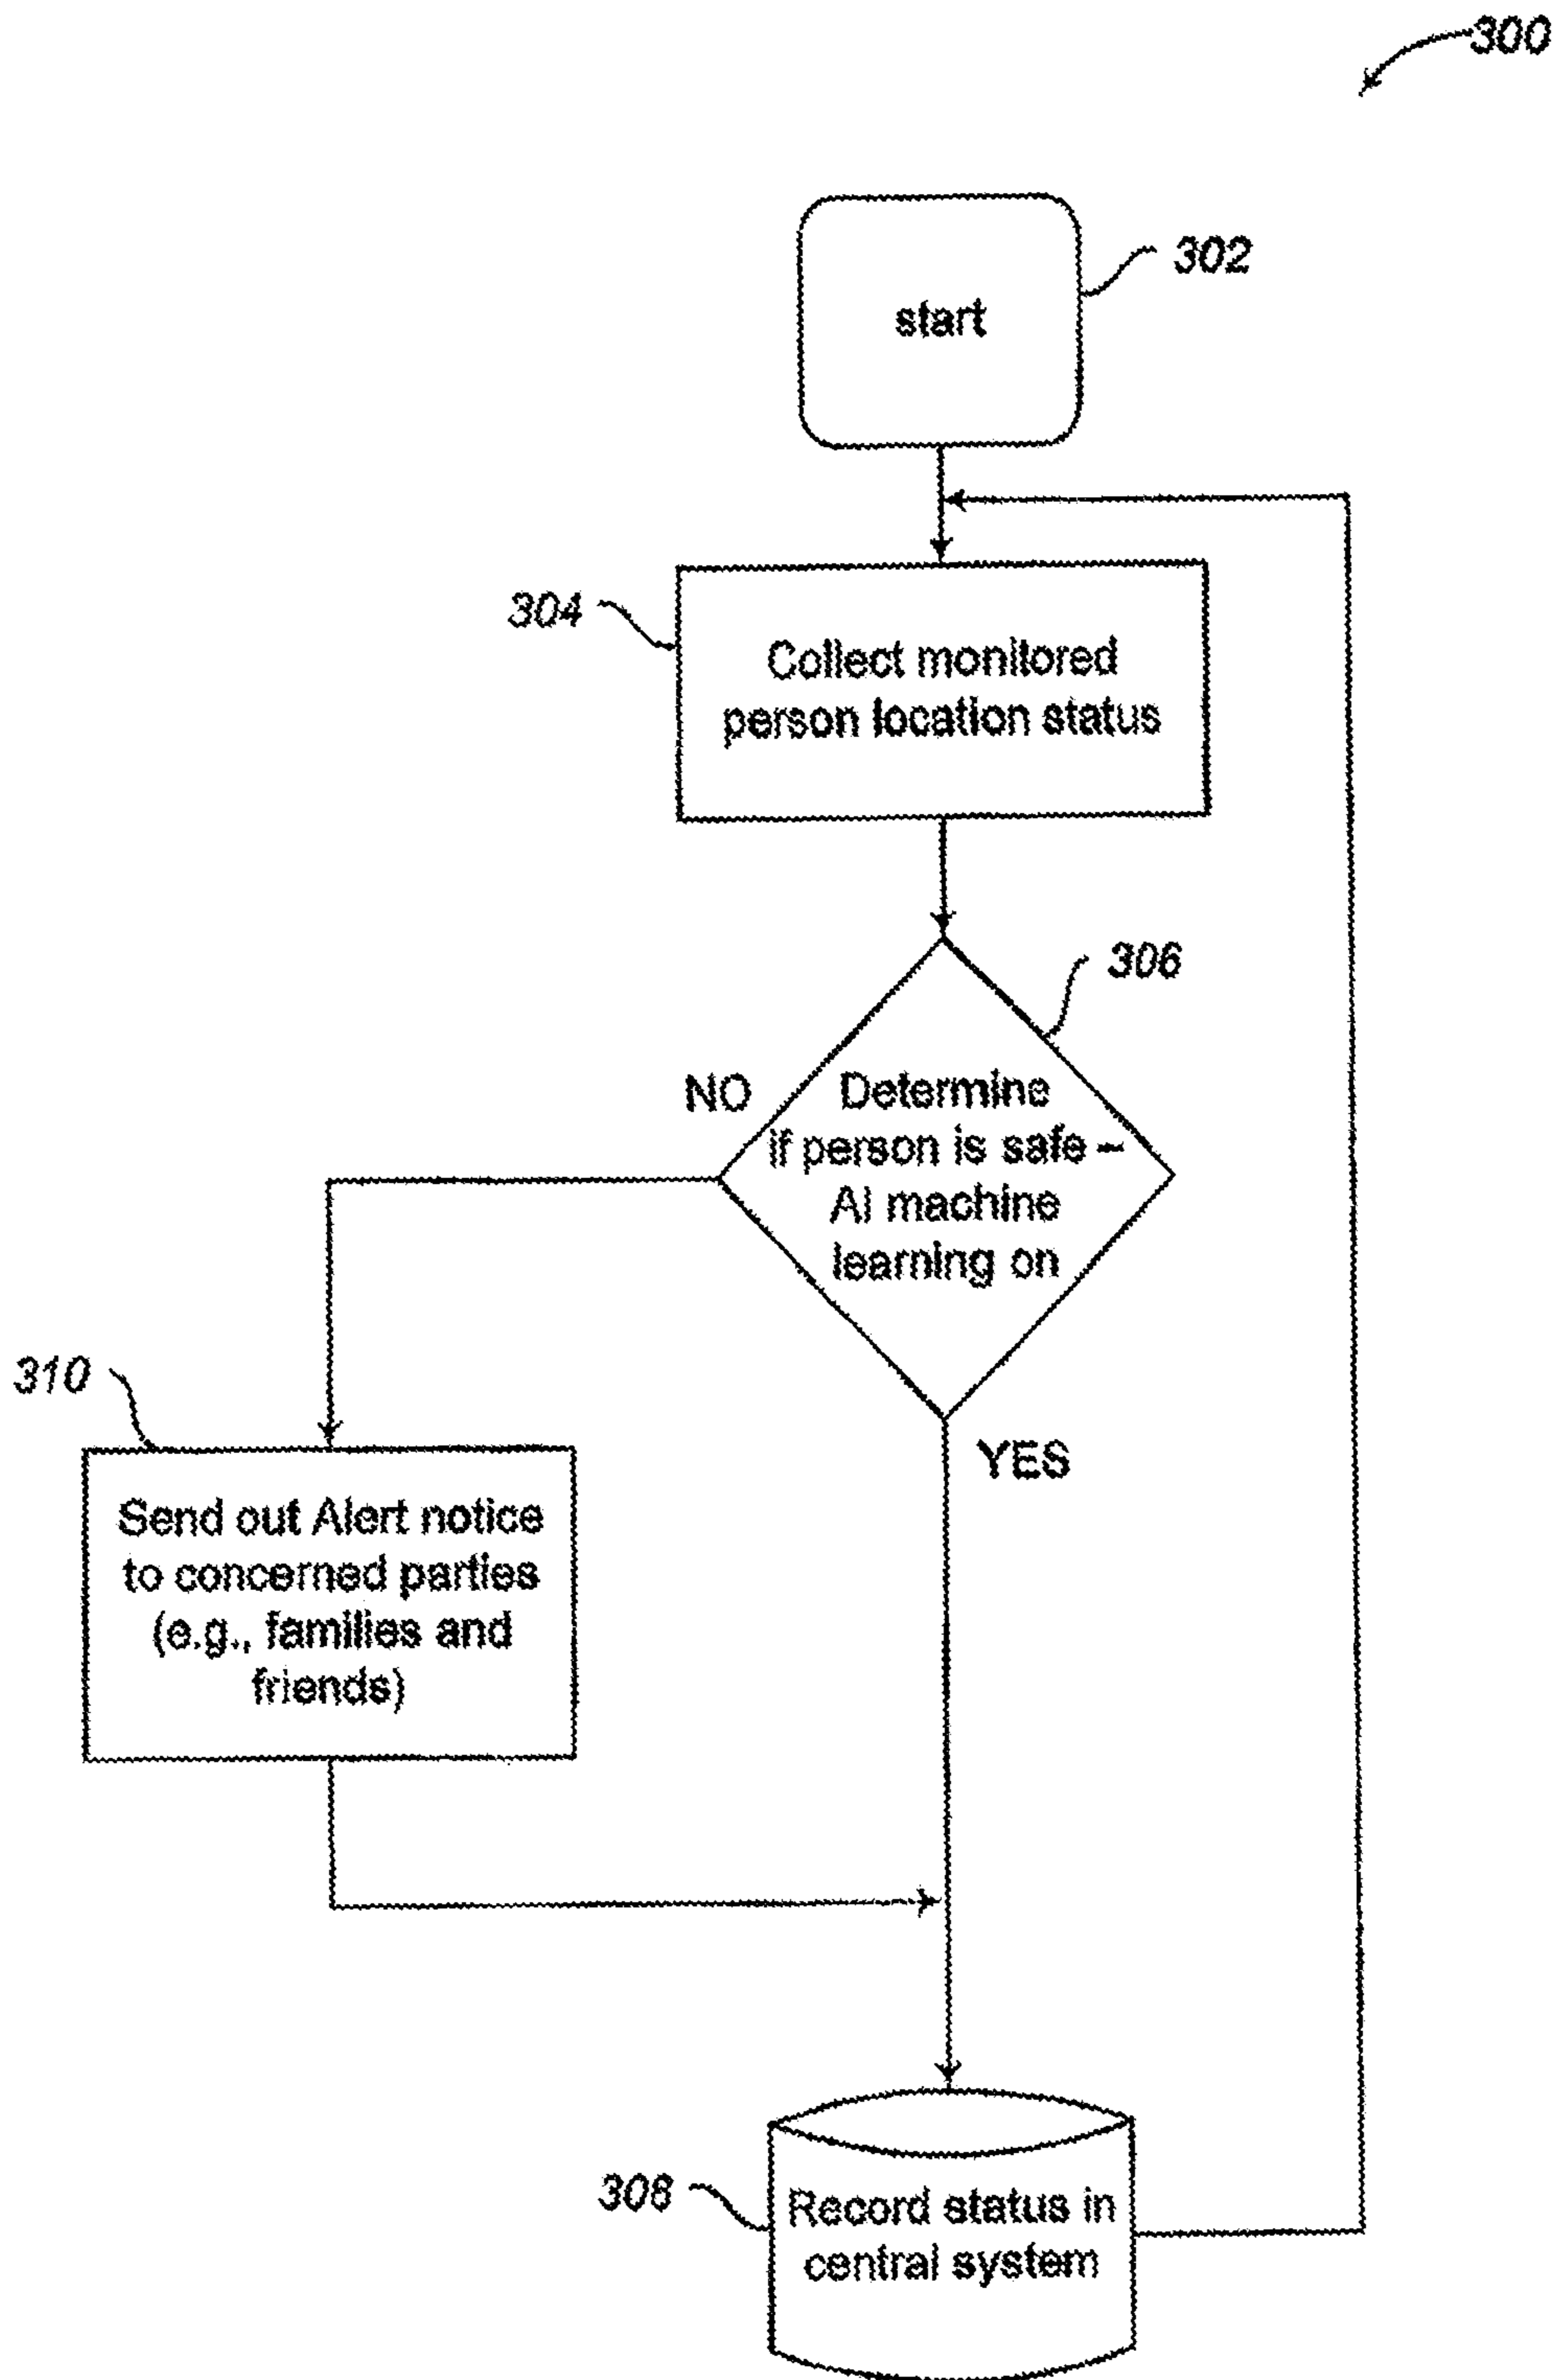 300
302
start
304
Collect monitored
person location status
306
NO
Determine
if person is safe –
AI machine
learning on
310
YES
Send out Alert notice
to concerned parties
(e.g., families and
friends)
308
Record status in
central system